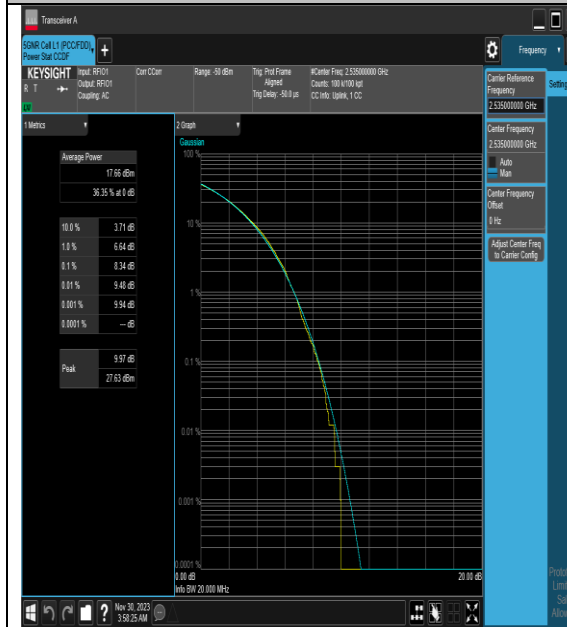 Transceiver A
5GNR Cell L1 (PCC/FDD),
Power Stat CCDF
+
Frequency
KEYSIGHT
R T
Input: RFIO1
Output: RFIO1
Coupling: AC
Corr CCorr
Range: -50 dBm
Trig: Prot Frame
Aligned
Trig Delay: -50.0 µs
#Center Freq: 2.535000000 GHz
Counts: 100 k/100 kpt
CC Info: Uplink, 1 CC
1 Metrics
Average Power
17.66 dBm
36.35 % at 0 dB
10.0 % 3.71 dB
1.0 % 6.64 dB
0.1 % 8.34 dB
0.01 % 9.48 dB
0.001 % 9.94 dB
0.0001 % --- dB
Peak
9.97 dB
27.63 dBm
2 Graph
Gaussian
100 %
10 %
1 %
0.1 %
0.01 %
0.001 %
0.0001 %
0.00 dB
20.00 dB
Info BW 20.000 MHz
Carrier Reference
Frequency
2.535000000 GHz
Center Frequency
2.535000000 GHz
Auto
Man
Center Frequency
Offset
0 Hz
Adjust Center Freq
to Carrier Config
Setting
?
Nov 30, 2023
3:58:25 AM